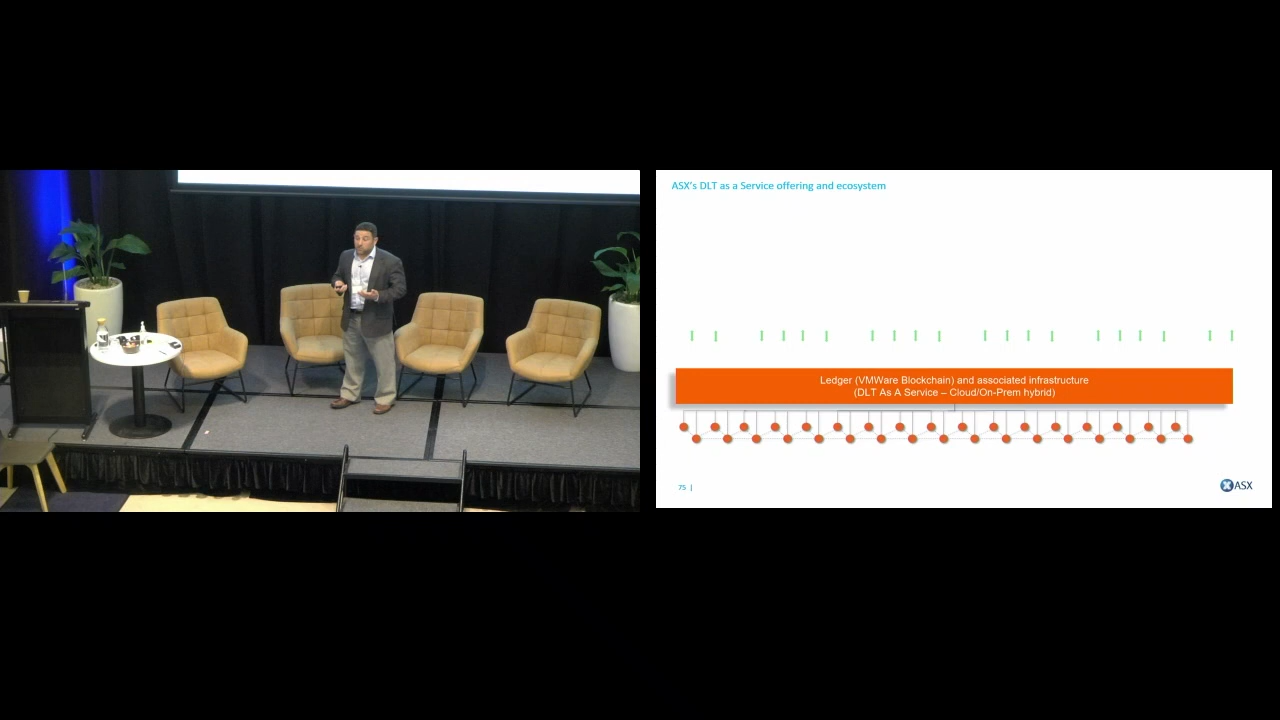 ASX's DLT as a Service offering and ecosystem
Ledger (VMWare Blockchain) and associated infrastructure
(DLT As A Service – Cloud/On-Prem hybrid)
75 |
ASX